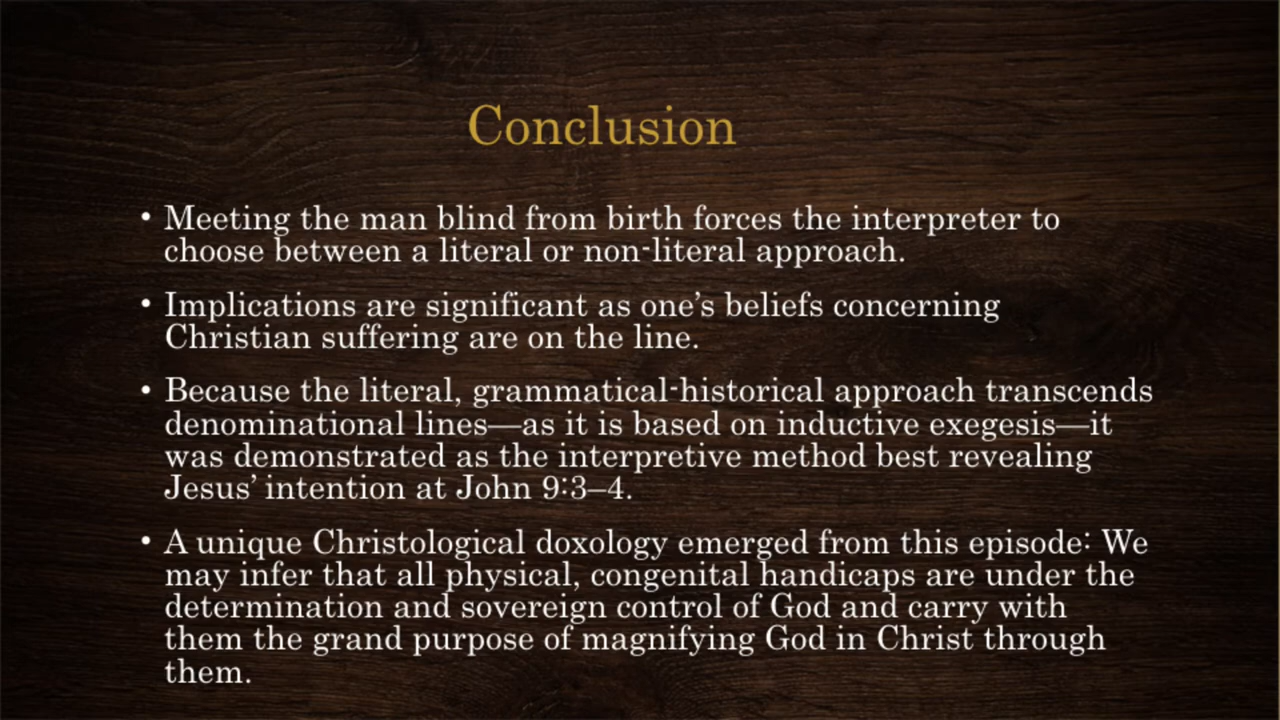 Conclusion
• Meeting the man blind from birth forces the interpreter to
choose between a literal or non-literal approach.
• Implications are significant as one’s beliefs concerning
Christian suffering are on the line.
• Because the literal, grammatical-historical approach transcends
denominational lines—as it is based on inductive exegesis—it
was demonstrated as the interpretive method best revealing
Jesus’ intention at John 9:3–4.
• A unique Christological doxology emerged from this episode: We
may infer that all physical, congenital handicaps are under the
determination and sovereign control of God and carry with
them the grand purpose of magnifying God in Christ through
them.